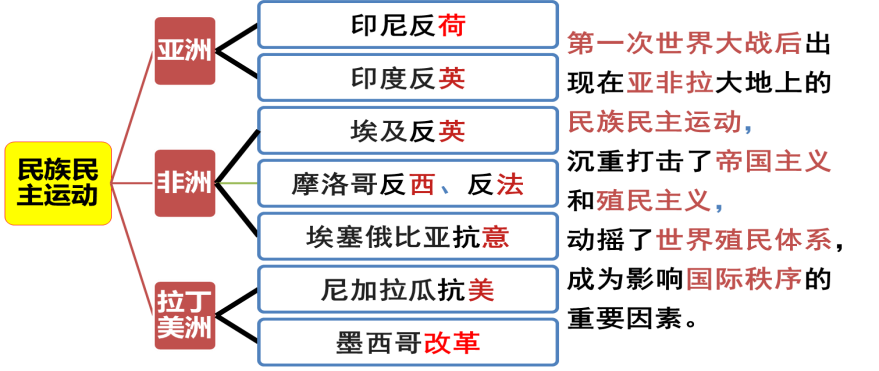 民族民
主运动
亚洲
印尼反荷
印度反英
非洲
埃及反英
摩洛哥反西、反法
埃塞俄比亚抗意
拉丁
美洲
尼加拉瓜抗美
墨西哥改革
第一次世界大战后出
现在亚非拉大地上的
民族民主运动，
沉重打击了帝国主义
和殖民主义，
动摇了世界殖民体系，
成为影响国际秩序的
重要因素。